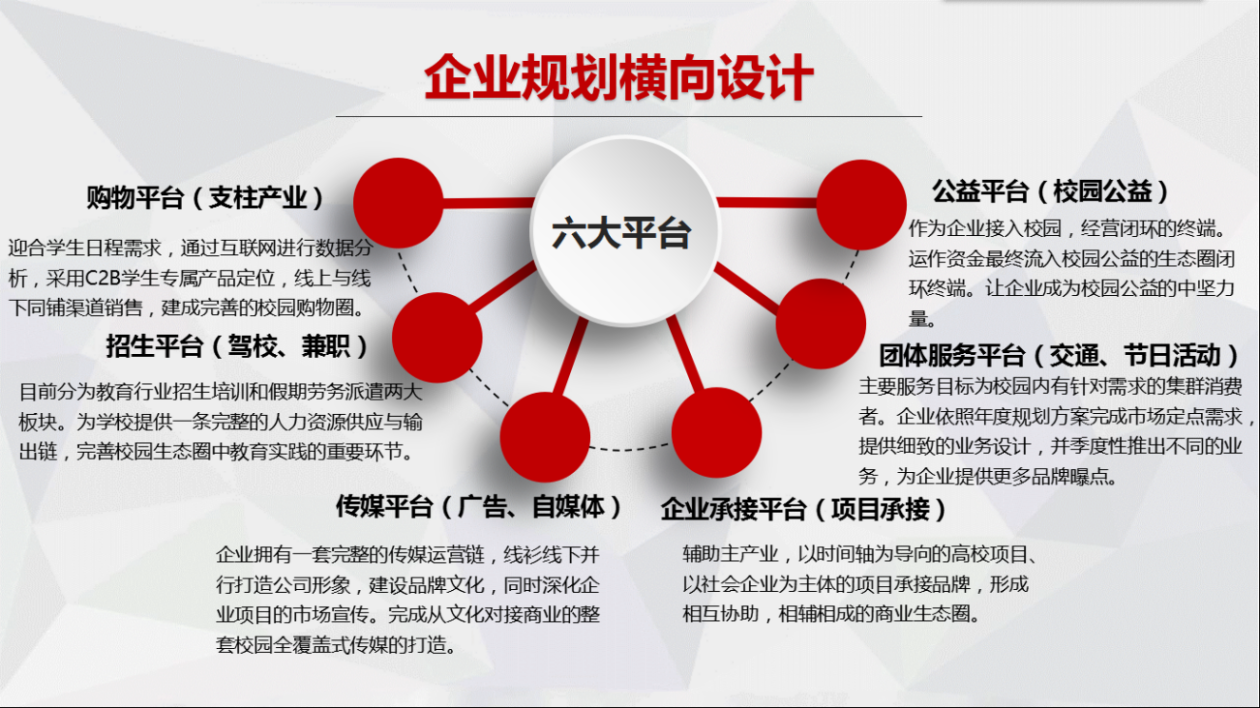 企业规划横向设计
六大平台
购物平台（支柱产业）
迎合学生日程需求，通过互联网进行数据分
析，采用C2B学生专属产品定位，线上与线
下同铺渠道销售，建成完善的校园购物圈。
招生平台（驾校、兼职）
目前分为教育行业招生培训和假期劳务派遣两大
板块。为学校提供一条完整的人力资源供应与输
出链，完善校园生态圈中教育实践的重要环节。
传媒平台（广告、自媒体）
企业拥有一套完整的传媒运营链，线衫线下并
行打造公司形象，建设品牌文化，同时深化企
业项目的市场宣传。完成从文化对接商业的整
套校园全覆盖式传媒的打造。
企业承接平台（项目承接）
辅助主产业，以时间轴为导向的高校项目、
以社会企业为主体的项目承接品牌，形成
相互协助，相辅相成的商业生态圈。
团体服务平台（交通、节日活动）
主要服务目标为校园内有针对需求的集群消费
者。企业依照年度规划方案完成市场定点需求，
提供细致的业务设计，并季度性推出不同的业
务，为企业提供更多品牌曝点。
公益平台（校园公益）
作为企业接入校园，经营闭环的终端。
运作资金最终流入校园公益的生态圈闭
环终端。让企业成为校园公益的中坚力
量。